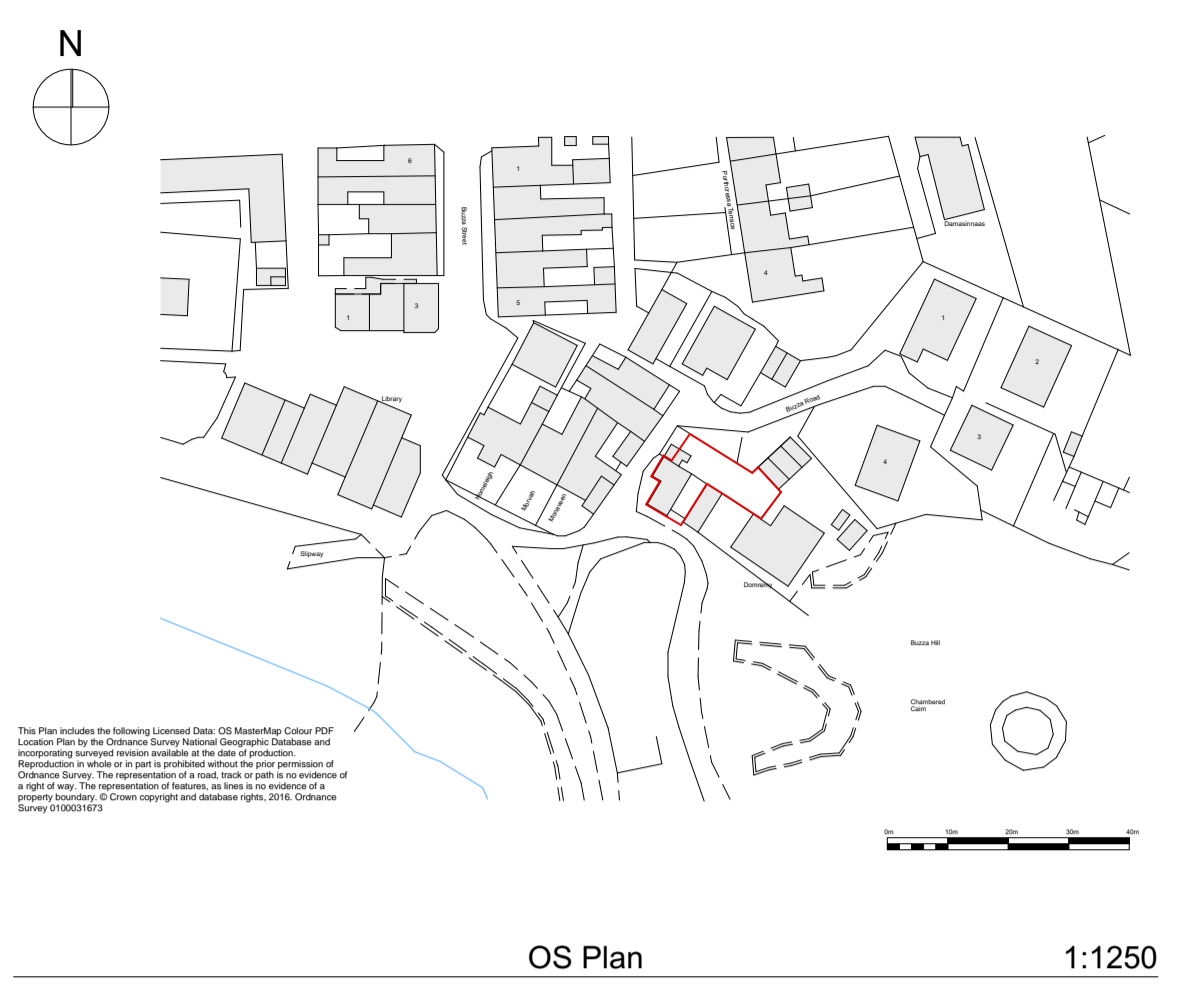 N
6
1
Buzza Street
Porthcressa Terrace
Damasinnaas
4
5
3
1
1
2
Library
Buzza Road
3
4
Homeleigh
Morvah
Monaveen
Slipway
Domremy
Buzza Hill
Chambered
Cairn
This Plan includes the following Licensed Data: OS MasterMap Colour PDF
Location Plan by the Ordnance Survey National Geographic Database and
incorporating surveyed revision available at the date of production.
Reproduction in whole or in part is prohibited without the prior permission of
Ordnance Survey. The representation of a road, track or path is no evidence of
a right of way. The representation of features, as lines is no evidence of a
property boundary. © Crown copyright and database rights, 2016. Ordnance
Survey 0100031673
0m 10m 20m 30m 40m
OS Plan 1:1250